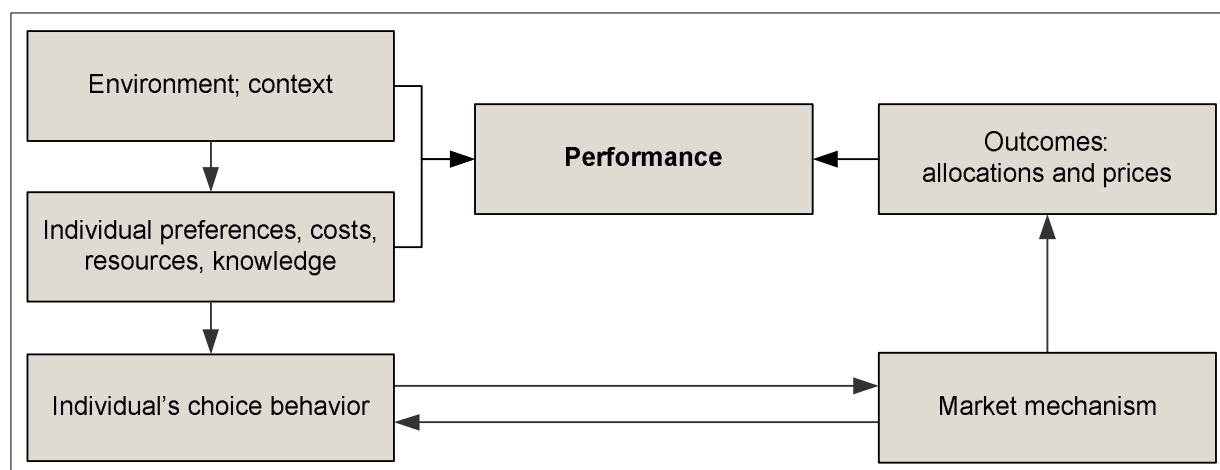 Environment; context
Performance
Outcomes:
allocations and prices
Individual preferences, costs,
resources, knowledge
Individual’s choice behavior
Market mechanism